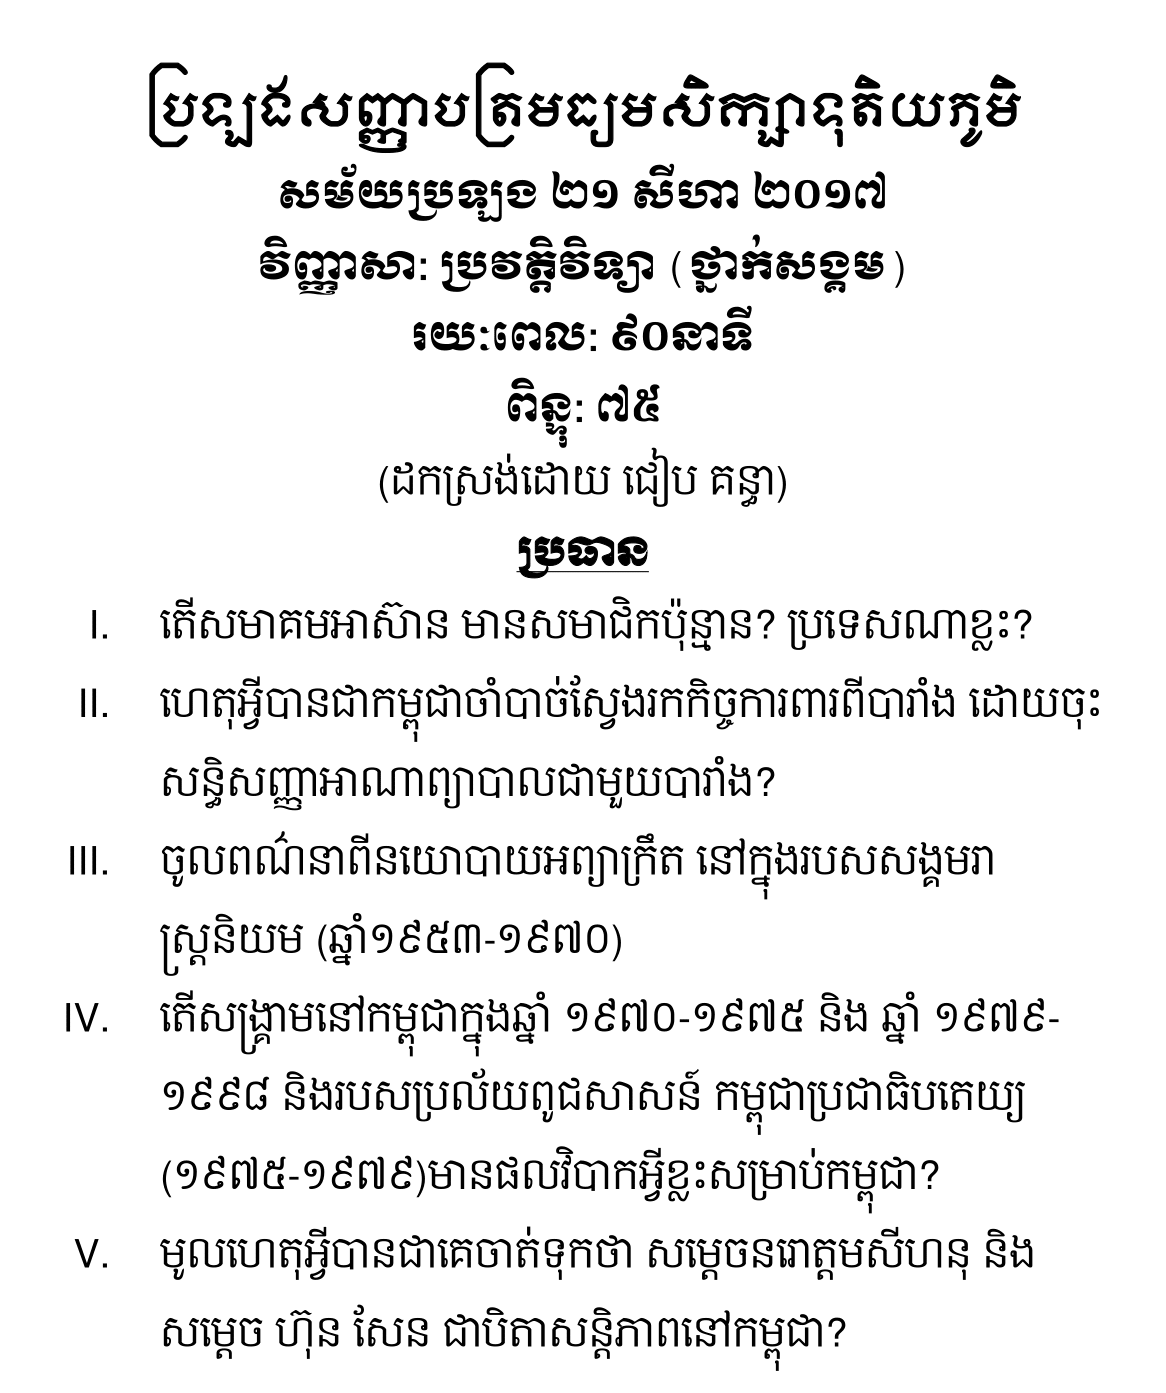 ប្រឡងសញ្ញាបត្រមធ្យមសិក្សាទុតិយភូមិ
សម័យប្រឡង ២១ សីហា ២០១៧
វិញ្ញាសា: ប្រវត្តិវិទ្យា (ថ្នាក់សង្គម)
រយៈពេល: ៩០នាទី
ពិន្ទុ: ៧៥
(ដកស្រង់ដោយ ជៀប គន្ធា)
ប្រធាន
I. តើសមាគមអាស៊ាន មានសមាជិកប៉ុន្មាន? ប្រទេសណាខ្លះ?
II. ហេតុអ្វីបានជាកម្ពុជាចាំបាច់ស្វែងរកកិច្ចការពារពីបារាំង ដោយចុះ
សន្ធិសញ្ញាអាណាព្យាបាលជាមួយបារាំង?
III. ចូលពណ៌នាពីនយោបាយអព្យាក្រឹត នៅក្នុងរបសសង្គមរា
ស្ត្រនិយម (ឆ្នាំ១៩៥៣-១៩៧០)
IV. តើសង្គ្រាមនៅកម្ពុជាក្នុងឆ្នាំ ១៩៧០-១៩៧៥ និង ឆ្នាំ ១៩៧៩-
១៩៩៨ និងរបសប្រល័យពូជសាសន៍ កម្ពុជាប្រជាធិបតេយ្យ
(១៩៧៥-១៩៧៩)មានផលវិបាកអ្វីខ្លះសម្រាប់កម្ពុជា?
V. មូលហេតុអ្វីបានជាគេចាត់ទុកថា សម្ដេចនរោត្តមសីហនុ និង
សម្ដេច ហ៊ុន សែន ជាបិតាសន្តិភាពនៅកម្ពុជា?